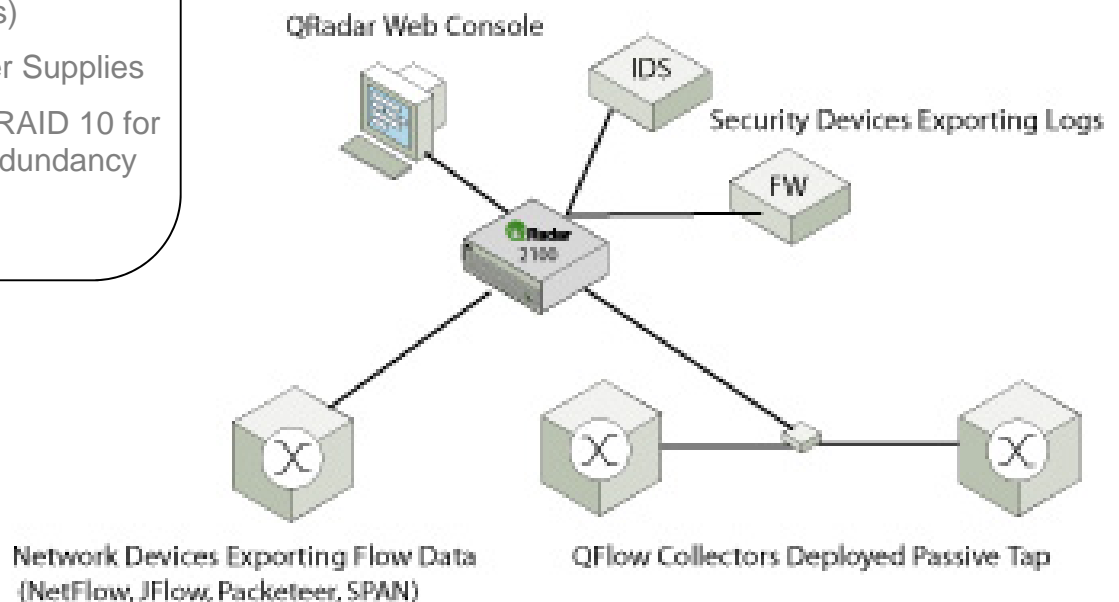 s)
er Supplies
RAID 10 for
dundancy
QRadar Web Console
IDS
Security Devices Exporting Logs
FW
QRadar
2100
Network Devices Exporting Flow Data
(NetFlow, JFlow, Packeteer, SPAN)
QFlow Collectors Deployed Passive Tap